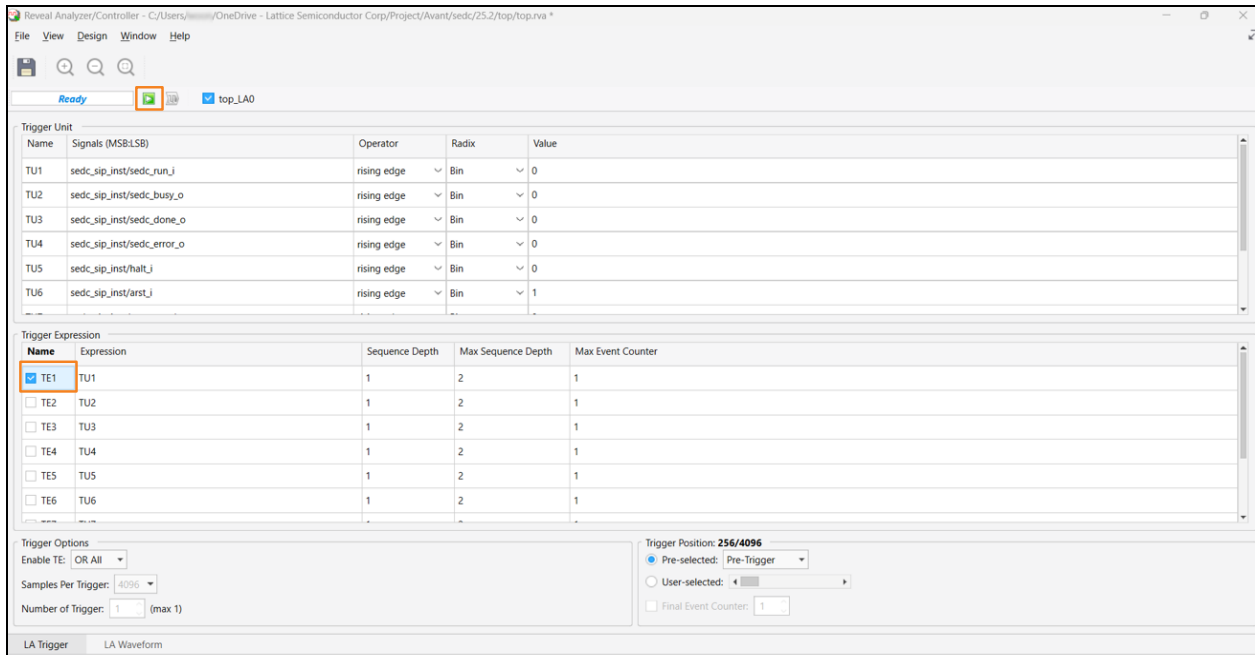 Reveal Analyzer/Controller - C:/Users/ /OneDrive - Lattice Semiconductor Corp/Project/Avant/sedc/25.2/top/top.rva *
File View Design Window Help
Ready top_LA0
Trigger Unit
Name Signals (MSB:LSB) Operator Radix Value
TU1 sedc_sip_inst/sedc_run_i rising edge Bin 0
TU2 sedc_sip_inst/sedc_busy_o rising edge Bin 0
TU3 sedc_sip_inst/sedc_done_o rising edge Bin 0
TU4 sedc_sip_inst/sedc_error_o rising edge Bin 0
TU5 sedc_sip_inst/halt_i rising edge Bin 0
TU6 sedc_sip_inst/arst_i rising edge Bin 1
Trigger Expression
Name Expression Sequence Depth Max Sequence Depth Max Event Counter
TE1 TU1 1 2 1
TE2 TU2 1 2 1
TE3 TU3 1 2 1
TE4 TU4 1 2 1
TE5 TU5 1 2 1
TE6 TU6 1 2 1
Trigger Options
Enable TE: OR All
Samples Per Trigger: 4096
Number of Trigger: 1 (max 1)
Trigger Position: 256/4096
Pre-selected: Pre-Trigger
User-selected:
Final Event Counter: 1
LA Trigger LA Waveform